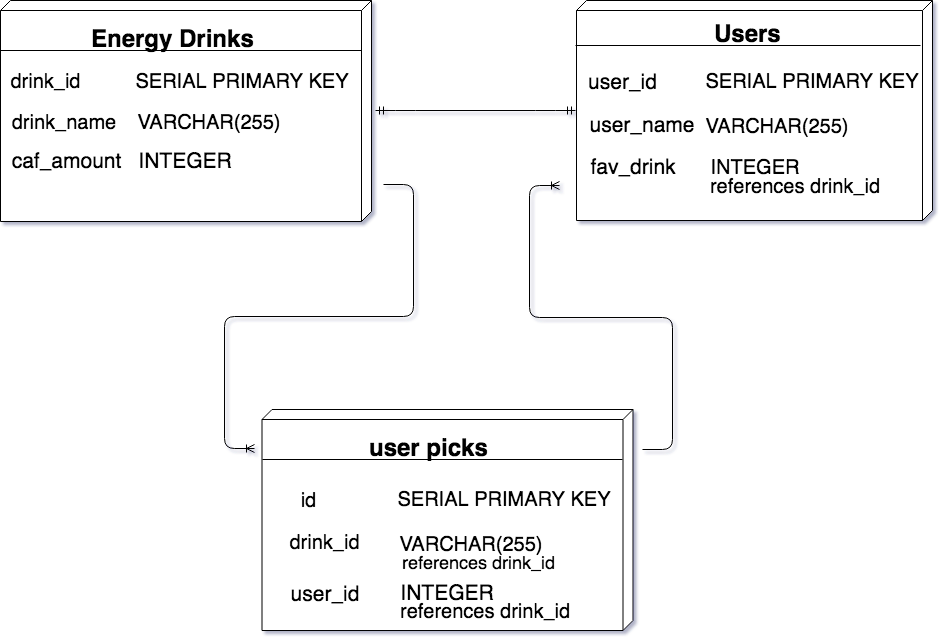 Energy Drinks
drink_id SERIAL PRIMARY KEY
drink_name VARCHAR(255)
caf_amount INTEGER
Users
user_id SERIAL PRIMARY KEY
user_name VARCHAR(255)
fav_drink INTEGER
references drink_id
user picks
id SERIAL PRIMARY KEY
drink_id VARCHAR(255)
references drink_id
user_id INTEGER
references drink_id